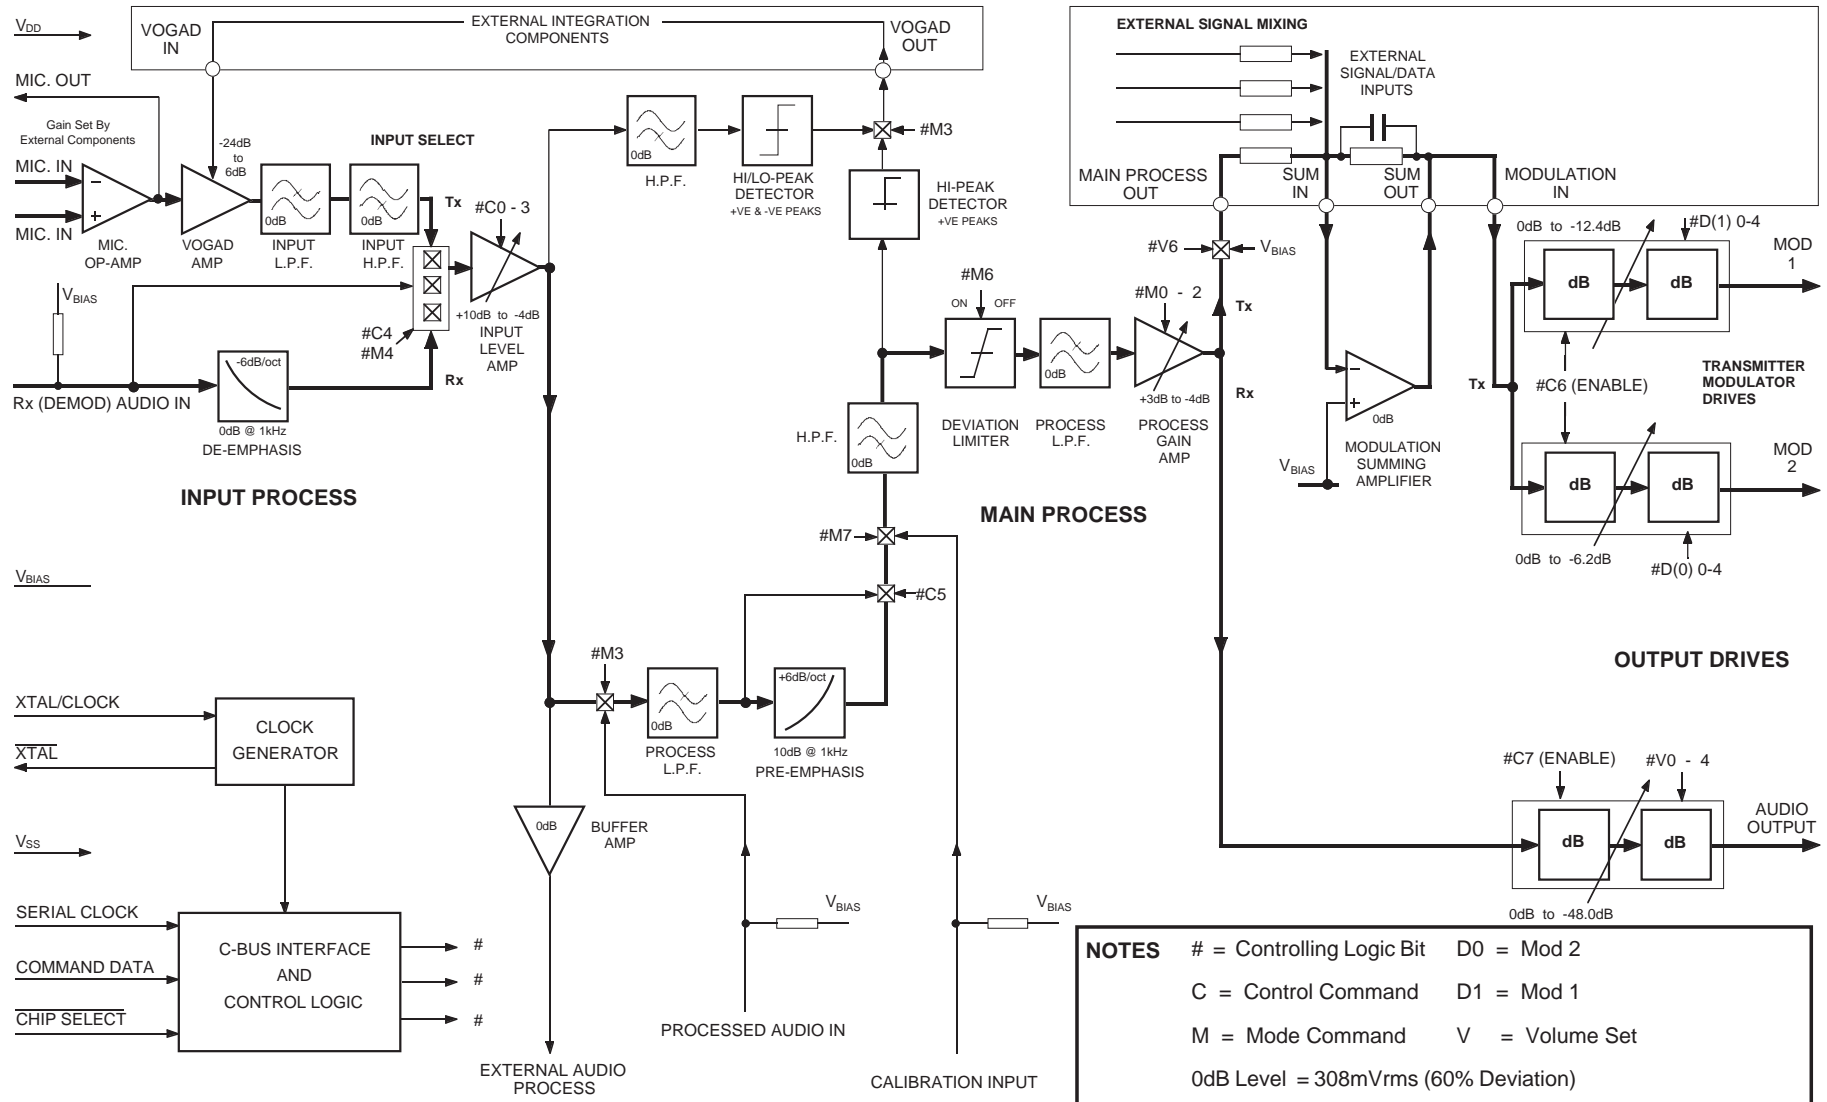 V_DD
VOGAD
IN
EXTERNAL INTEGRATION
COMPONENTS
VOGAD
OUT
MIC. OUT
Gain Set By
External Components
MIC. IN
MIC. IN
−
+
MIC.
OP-AMP
-24dB
to
6dB
VOGAD
AMP
0dB
INPUT
L.P.F.
0dB
INPUT
H.P.F.
INPUT SELECT
Tx
#C0 - 3
+10dB to -4dB
INPUT
LEVEL
AMP
#C4
#M4
Rx
V_BIAS
Rx (DEMOD) AUDIO IN
-6dB/oct
0dB @ 1kHz
DE-EMPHASIS
INPUT PROCESS
0dB
H.P.F.
HI/LO-PEAK
DETECTOR
+VE & -VE PEAKS
#M3
HI-PEAK
DETECTOR
+VE PEAKS
#M6
ON OFF
DEVIATION
LIMITER
0dB
PROCESS
L.P.F.
#M0 - 2
+3dB to -4dB
PROCESS
GAIN
AMP
H.P.F.
0dB
MAIN PROCESS
#M7
#C5
#M3
0dB
PROCESS
L.P.F.
+6dB/oct
10dB @ 1kHz
PRE-EMPHASIS
0dB
BUFFER
AMP
EXTERNAL AUDIO
PROCESS
V_BIAS
PROCESSED AUDIO IN
V_BIAS
CALIBRATION INPUT
EXTERNAL SIGNAL MIXING
EXTERNAL
SIGNAL/DATA
INPUTS
MAIN PROCESS
OUT
SUM
IN
SUM
OUT
MODULATION
IN
#V6
V_BIAS
Tx
Rx
−
+
0dB
V_BIAS
MODULATION
SUMMING
AMPLIFIER
0dB to -12.4dB
#D(1) 0-4
dB
dB
MOD
1
Tx
#C6 (ENABLE)
TRANSMITTER
MODULATOR
DRIVES
dB
dB
MOD
2
0dB to -6.2dB
#D(0) 0-4
OUTPUT DRIVES
#C7 (ENABLE)
#V0 - 4
dB
dB
AUDIO
OUTPUT
0dB to -48.0dB
V_BIAS
XTAL/CLOCK
XTAL
CLOCK
GENERATOR
V_SS
SERIAL CLOCK
COMMAND DATA
CHIP SELECT
C-BUS INTERFACE
AND
CONTROL LOGIC
#
#
#
NOTES # = Controlling Logic Bit D0 = Mod 2
C = Control Command D1 = Mod 1
M = Mode Command V = Volume Set
0dB Level = 308mVrms (60% Deviation)